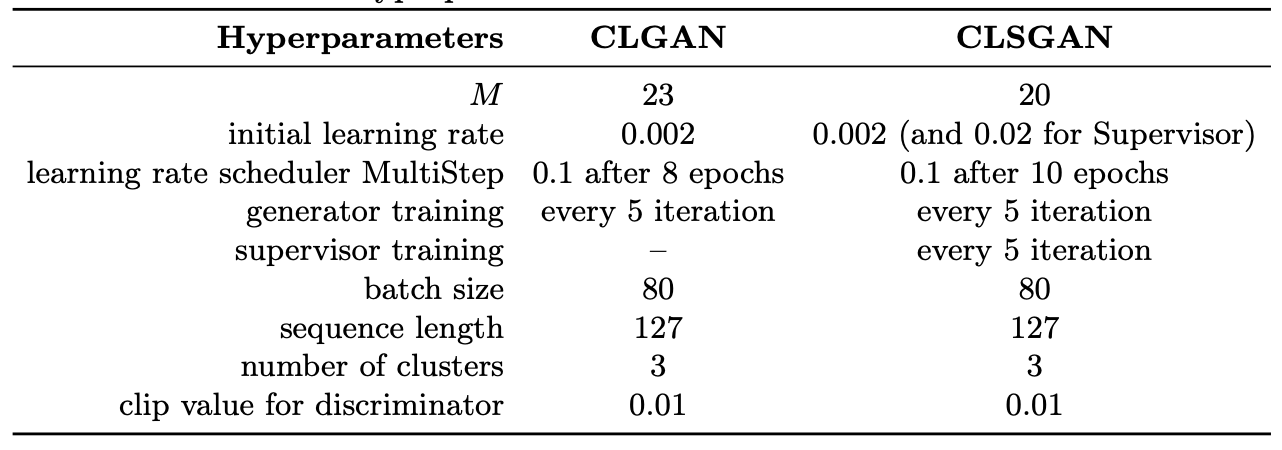 Hyperparameters CLGAN CLSGAN
M 23 20
initial learning rate 0.002 0.002 (and 0.02 for Supervisor)
learning rate scheduler MultiStep 0.1 after 8 epochs 0.1 after 10 epochs
generator training every 5 iteration every 5 iteration
supervisor training – every 5 iteration
batch size 80 80
sequence length 127 127
number of clusters 3 3
clip value for discriminator 0.01 0.01